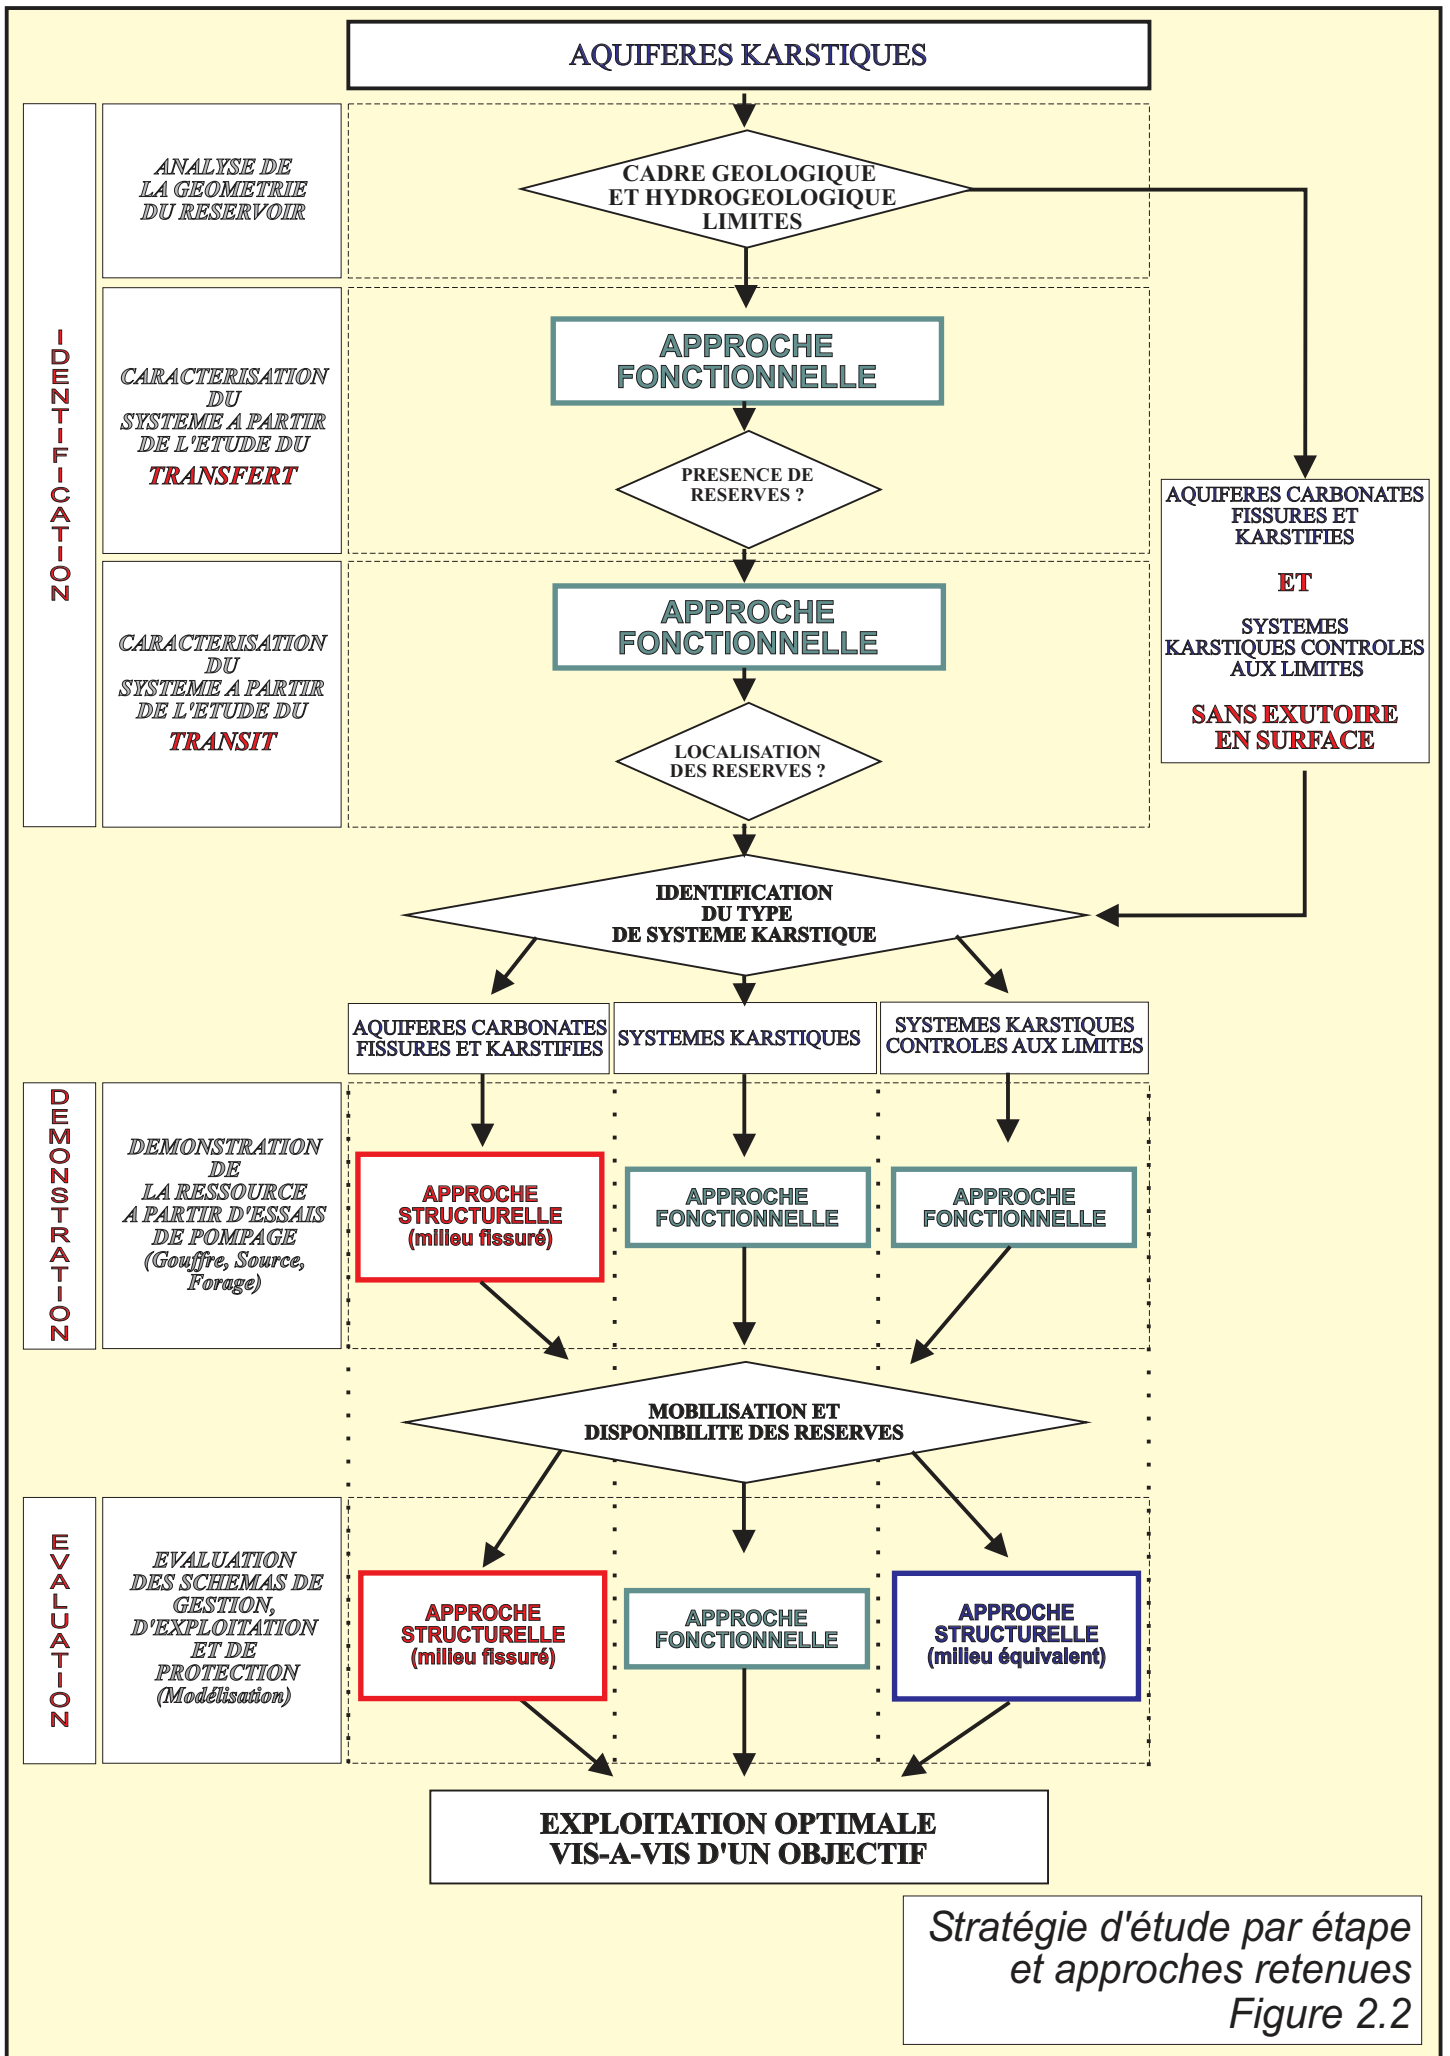 AQUIFERES KARSTIQUES
IDENTIFICATION
ANALYSE DE
LA GEOMETRIE
DU RESERVOIR
CADRE GEOLOGIQUE
ET HYDROGEOLOGIQUE
LIMITES
CARACTERISATION
DU
SYSTEME A PARTIR
DE L'ETUDE DU
TRANSFERT
APPROCHE
FONCTIONNELLE
PRESENCE DE
RESERVES ?
AQUIFERES CARBONATES
FISSURES ET
KARSTIFIES
ET
SYSTEMES
KARSTIQUES CONTROLES
AUX LIMITES
SANS EXUTOIRE
EN SURFACE
CARACTERISATION
DU
SYSTEME A PARTIR
DE L'ETUDE DU
TRANSIT
APPROCHE
FONCTIONNELLE
LOCALISATION
DES RESERVES ?
IDENTIFICATION
DU TYPE
DE SYSTEME KARSTIQUE
AQUIFERES CARBONATES
FISSURES ET KARSTIFIES
SYSTEMES KARSTIQUES
SYSTEMES KARSTIQUES
CONTROLES AUX LIMITES
DEMONSTRATION
DEMONSTRATION
DE
LA RESSOURCE
A PARTIR D'ESSAIS
DE POMPAGE
(Gouffre, Source,
Forage)
APPROCHE
STRUCTURELLE
(milieu fissuré)
APPROCHE
FONCTIONNELLE
APPROCHE
FONCTIONNELLE
MOBILISATION ET
DISPONIBILITE DES RESERVES
EVALUATION
EVALUATION
DES SCHEMAS DE
GESTION,
D'EXPLOITATION
ET DE
PROTECTION
(Modélisation)
APPROCHE
STRUCTURELLE
(milieu fissuré)
APPROCHE
FONCTIONNELLE
APPROCHE
STRUCTURELLE
(milieu équivalent)
EXPLOITATION OPTIMALE
VIS-A-VIS D'UN OBJECTIF
Stratégie d'étude par étape
et approches retenues
Figure 2.2